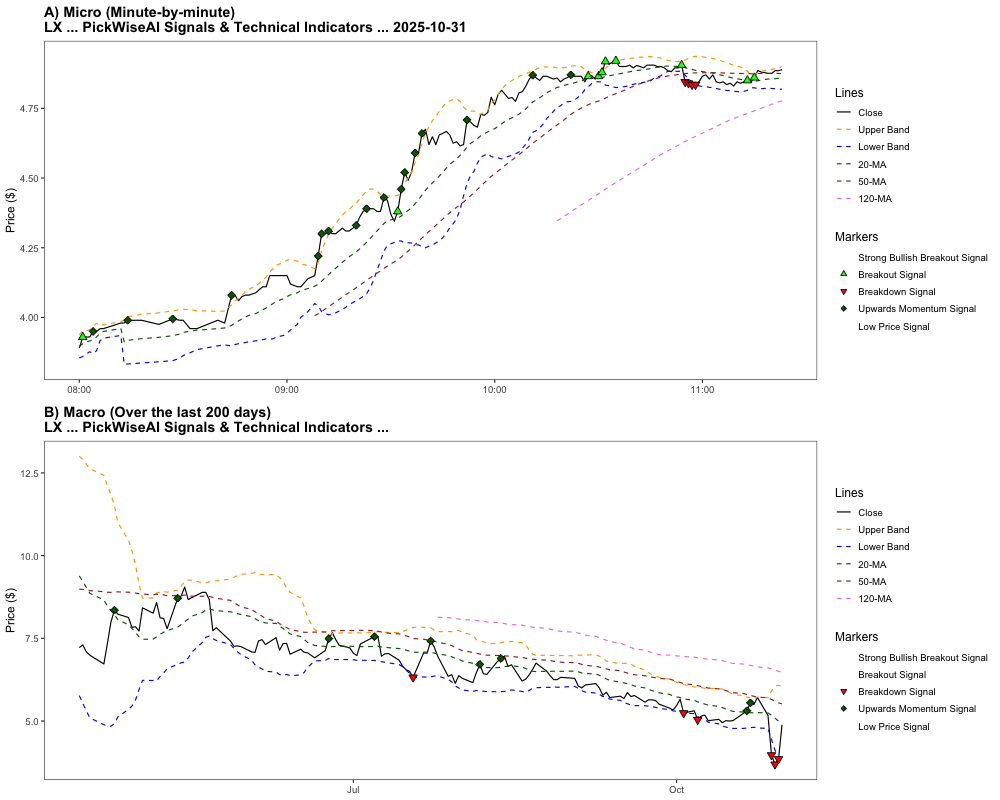 A) Micro (Minute-by-minute)
LX ... PickWiseAI Signals & Technical Indicators ... 2025-10-31
Price ($)
4.75
4.50
4.25
4.00
08:00
09:00
10:00
11:00
Lines
Close
Upper Band
Lower Band
20-MA
50-MA
120-MA
Markers
Strong Bullish Breakout Signal
Breakout Signal
Breakdown Signal
Upwards Momentum Signal
Low Price Signal
B) Macro (Over the last 200 days)
LX ... PickWiseAI Signals & Technical Indicators ...
Price ($)
12.5
10.0
7.5
5.0
Jul
Oct
Lines
Close
Upper Band
Lower Band
20-MA
50-MA
120-MA
Markers
Strong Bullish Breakout Signal
Breakout Signal
Breakdown Signal
Upwards Momentum Signal
Low Price Signal